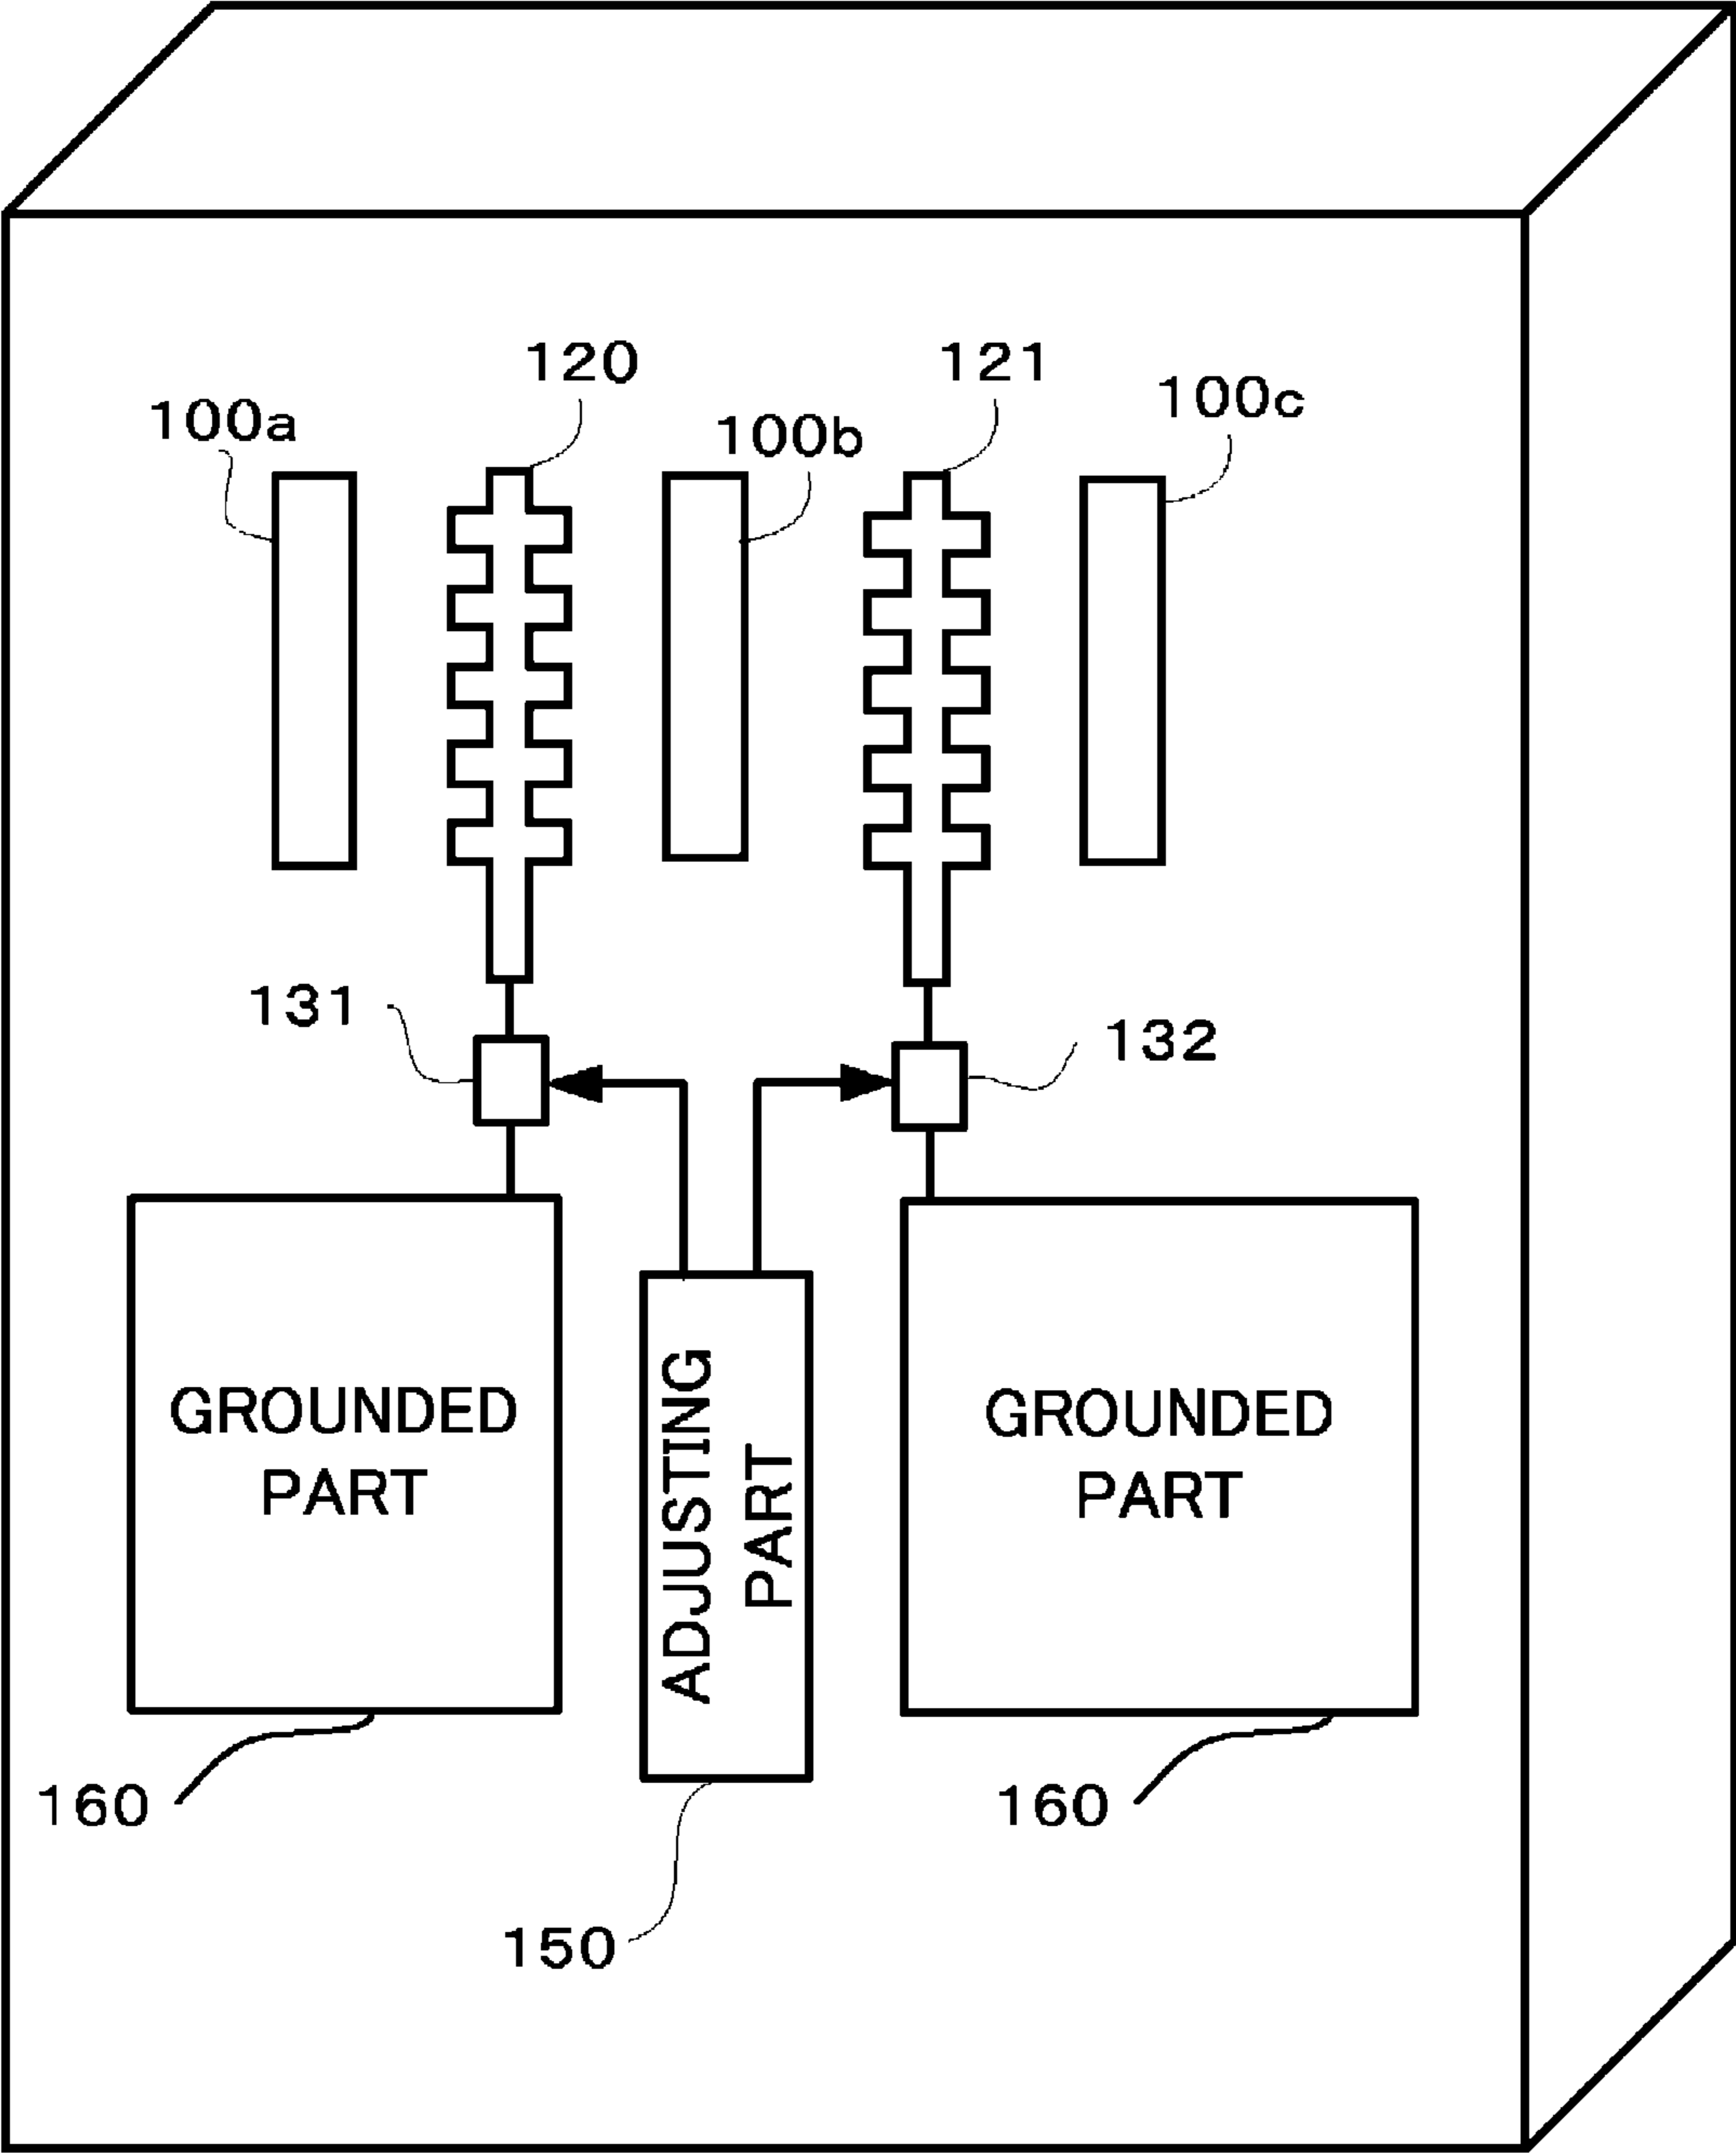 120
121
100a
100b
100c
131
132
GROUNDED
PART
ADJUSTING
PART
GROUNDED
PART
160
160
150